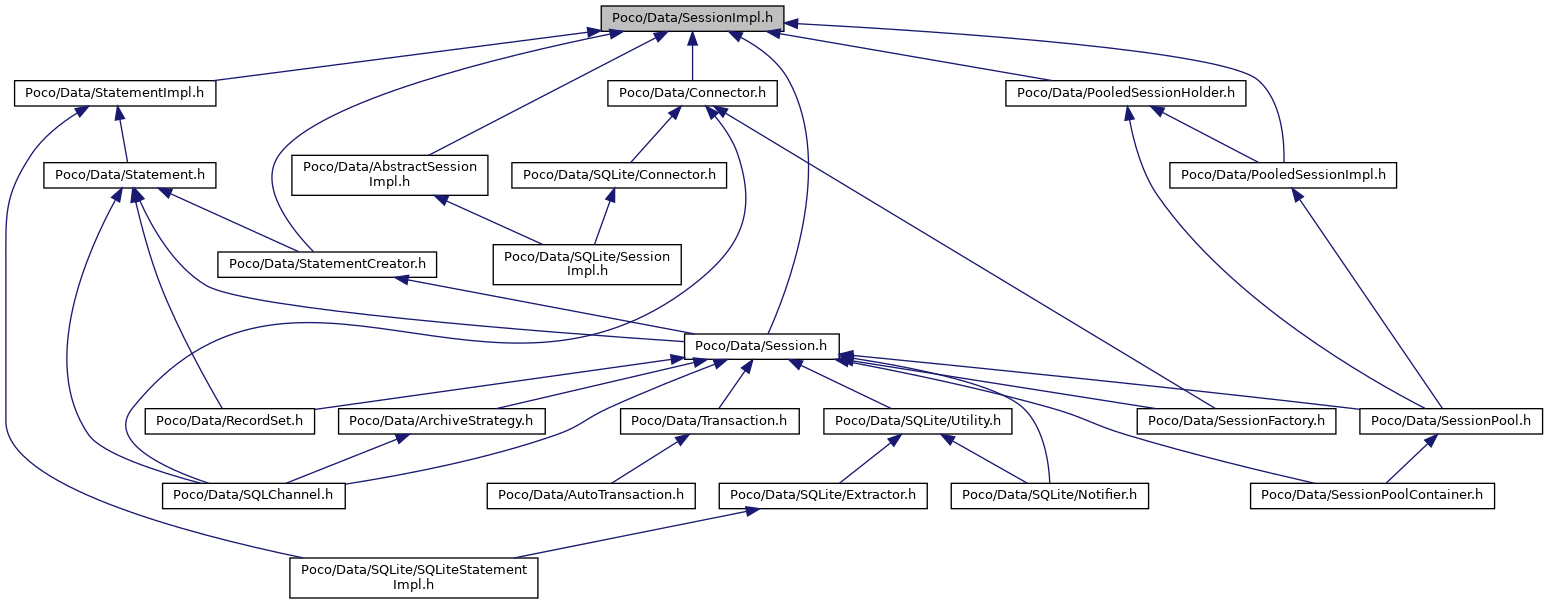 Poco/Data/SessionImpl.h
Poco/Data/StatementImpl.h
Poco/Data/Connector.h
Poco/Data/PooledSessionHolder.h
Poco/Data/Statement.h
Poco/Data/AbstractSession
Impl.h
Poco/Data/SQLite/Connector.h
Poco/Data/PooledSessionImpl.h
Poco/Data/StatementCreator.h
Poco/Data/SQLite/Session
Impl.h
Poco/Data/Session.h
Poco/Data/RecordSet.h
Poco/Data/ArchiveStrategy.h
Poco/Data/Transaction.h
Poco/Data/SQLite/Utility.h
Poco/Data/SessionFactory.h
Poco/Data/SessionPool.h
Poco/Data/SQLChannel.h
Poco/Data/AutoTransaction.h
Poco/Data/SQLite/Extractor.h
Poco/Data/SQLite/Notifier.h
Poco/Data/SessionPoolContainer.h
Poco/Data/SQLite/SQLiteStatement
Impl.h